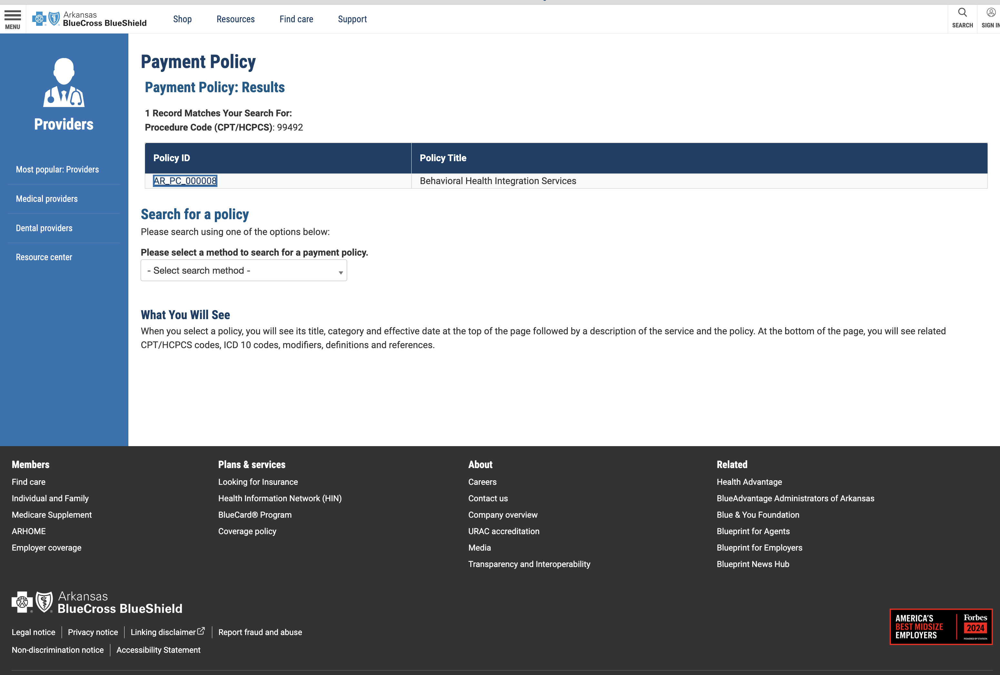 MENU
Arkansas
BlueCross BlueShield
Shop
Resources
Find care
Support
SEARCH
SIGN IN
Providers
Most popular: Providers
Medical providers
Dental providers
Resource center
Payment Policy
Payment Policy: Results
1 Record Matches Your Search For:
Procedure Code (CPT/HCPCS): 99492
Policy ID
Policy Title
AR_PC_000008
Behavioral Health Integration Services
Search for a policy
Please search using one of the options below:
Please select a method to search for a payment policy.
- Select search method -
What You Will See
When you select a policy, you will see its title, category and effective date at the top of the page followed by a description of the service and the policy. At the bottom of the page, you will see related
CPT/HCPCS codes, ICD 10 codes, modifiers, definitions and references.
Members
Find care
Individual and Family
Medicare Supplement
ARHOME
Employer coverage
Plans & services
Looking for Insurance
Health Information Network (HIN)
BlueCard® Program
Coverage policy
About
Careers
Contact us
Company overview
URAC accreditation
Media
Transparency and Interoperability
Related
Health Advantage
BlueAdvantage Administrators of Arkansas
Blue & You Foundation
Blueprint for Agents
Blueprint for Employers
Blueprint News Hub
Arkansas
BlueCross BlueShield
Legal notice
Privacy notice
Linking disclaimer
Report fraud and abuse
Non-discrimination notice
Accessibility Statement
AMERICA'S
BEST MIDSIZE
EMPLOYERS
Forbes
2024
POWERED BY STATISTA